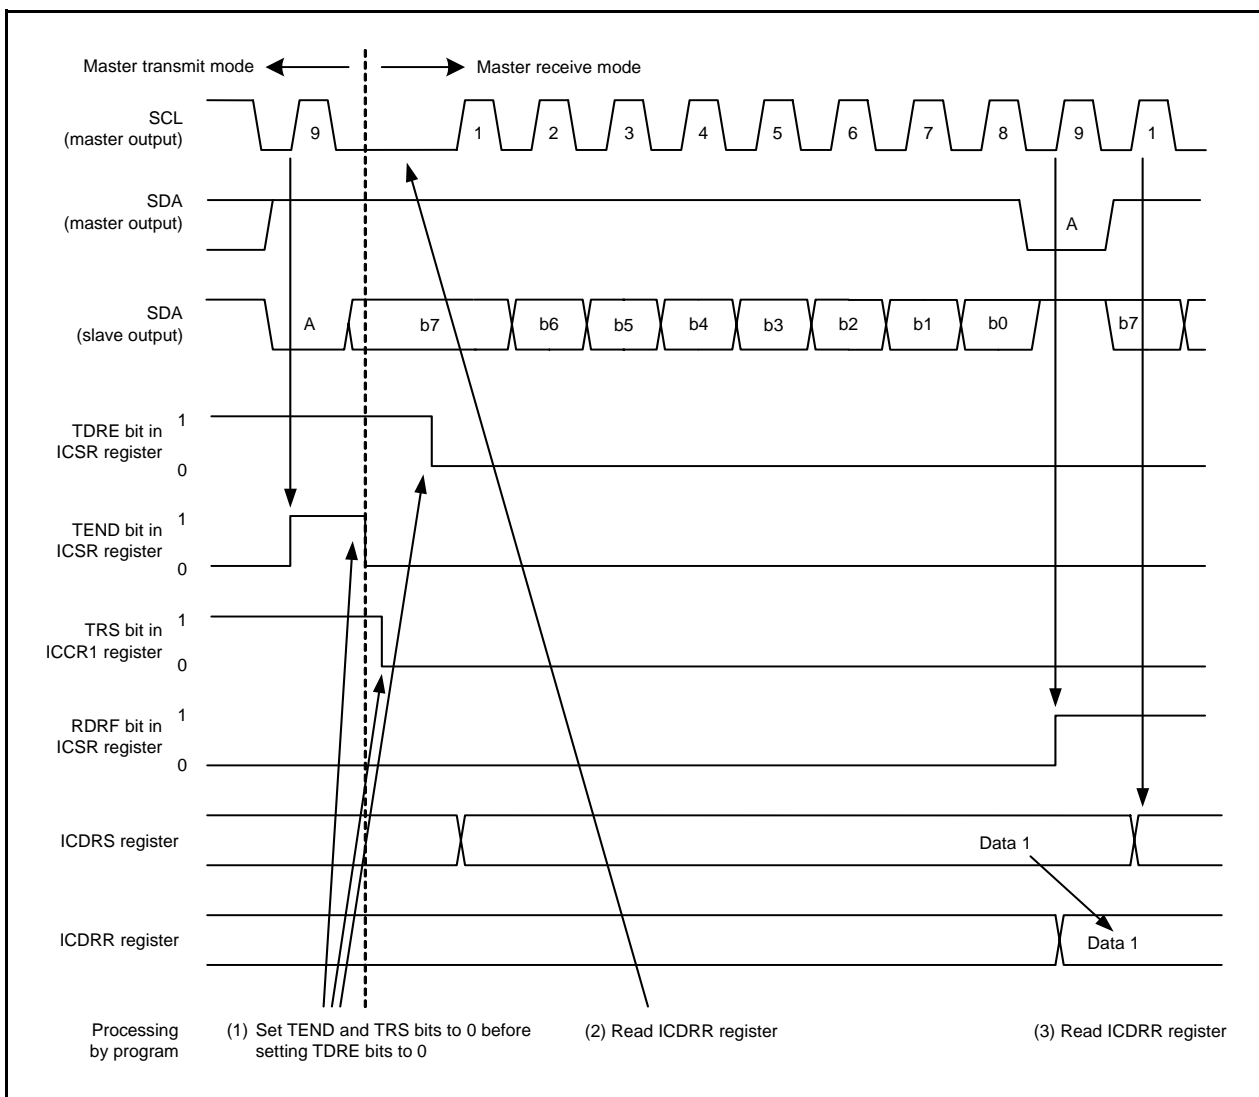 Master transmit mode
Master receive mode
SCL
(master output)
9
1
2
3
4
5
6
7
8
9
1
SDA
(master output)
A
SDA
(slave output)
A
b7
b6
b5
b4
b3
b2
b1
b0
b7
TDRE bit in
ICSR register
1
0
TEND bit in
ICSR register
1
0
TRS bit in
ICCR1 register
1
0
RDRF bit in
ICSR register
1
0
ICDRS register
Data 1
ICDRR register
Data 1
Processing
by program
(1) Set TEND and TRS bits to 0 before
setting TDRE bits to 0
(2) Read ICDRR register
(3) Read ICDRR register